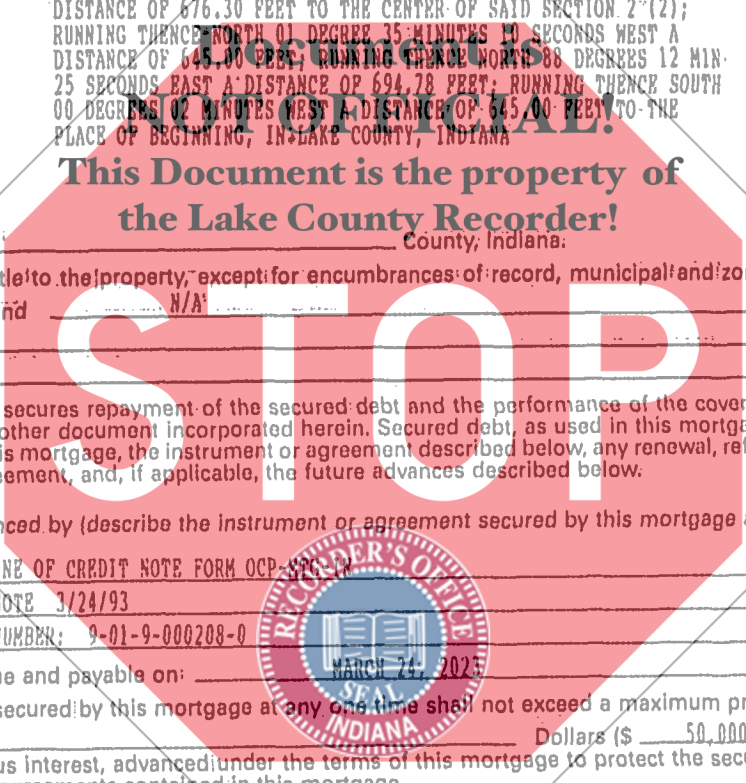 DISTANCE OF 676.30 FEET TO THE CENTER OF SAID SECTION 2 (2);
RUNNING THENCE NORTH 01 DEGREE 35 MINUTES SECONDS WEST A
DISTANCE OF 645.00 FEET; RUNNING THENCE NORTH 88 DEGREES 12 MIN
25 SECONDS EAST A DISTANCE OF 694.78 FEET; RUNNING THENCE SOUTH
00 DEGREES 02 MINUTES WEST A DISTANCE OF 645.00 FEET TO THE
PLACE OF BEGINNING, IN LAKE COUNTY, INDIANA
Document is
NOT OFFICIAL!
This Document is the property of
the Lake County Recorder!
County, Indiana.
tle to the property, except for encumbrances of record, municipal and zo
nd N/A
STOP
secures repayment of the secured debt and the performance of the cove
other document incorporated herein. Secured debt, as used in this mortga
is mortgage, the instrument or agreement described below, any renewal, ref
eement, and, if applicable, the future advances described below.
nced by (describe the instrument or agreement secured by this mortgage
NE OF CREDIT NOTE FORM OCP-MTG-IN
OTE 3/24/93
UMBER: 9-01-9-000208-0
e and payable on: MARCH 24, 2023
secured by this mortgage at any one time shall not exceed a maximum pr
Dollars ($ 50,000
us interest, advanced under the terms of this mortgage to protect the secu
RECORDER'S OFFICE
SEAL
INDIANA